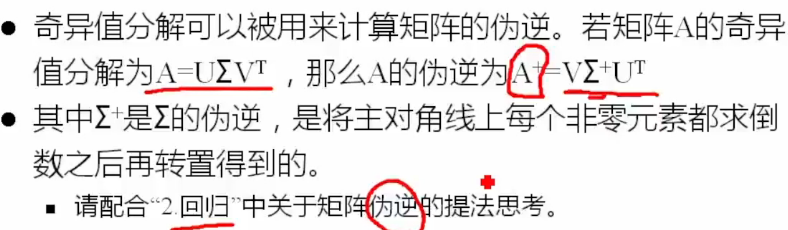 ● 奇异值分解可以被用来计算矩阵的伪逆。若矩阵A的奇异
值分解为A=UΣVᵀ，那么A的伪逆为A⁺=VΣ⁺Uᵀ
● 其中Σ⁺是Σ的伪逆，是将主对角线上每个非零元素都求倒
数之后再转置得到的。
■ 请配合“2.回归”中关于矩阵伪逆的提法思考。